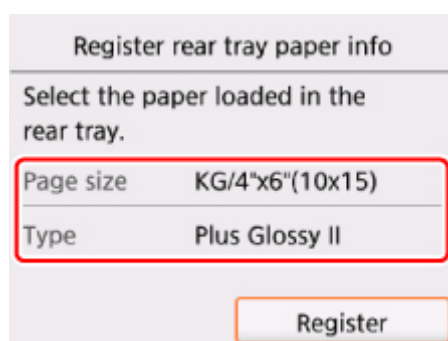 Register rear tray paper info
Select the paper loaded in the
rear tray.
Page size KG/4"x6"(10x15)
Type Plus Glossy II
Register